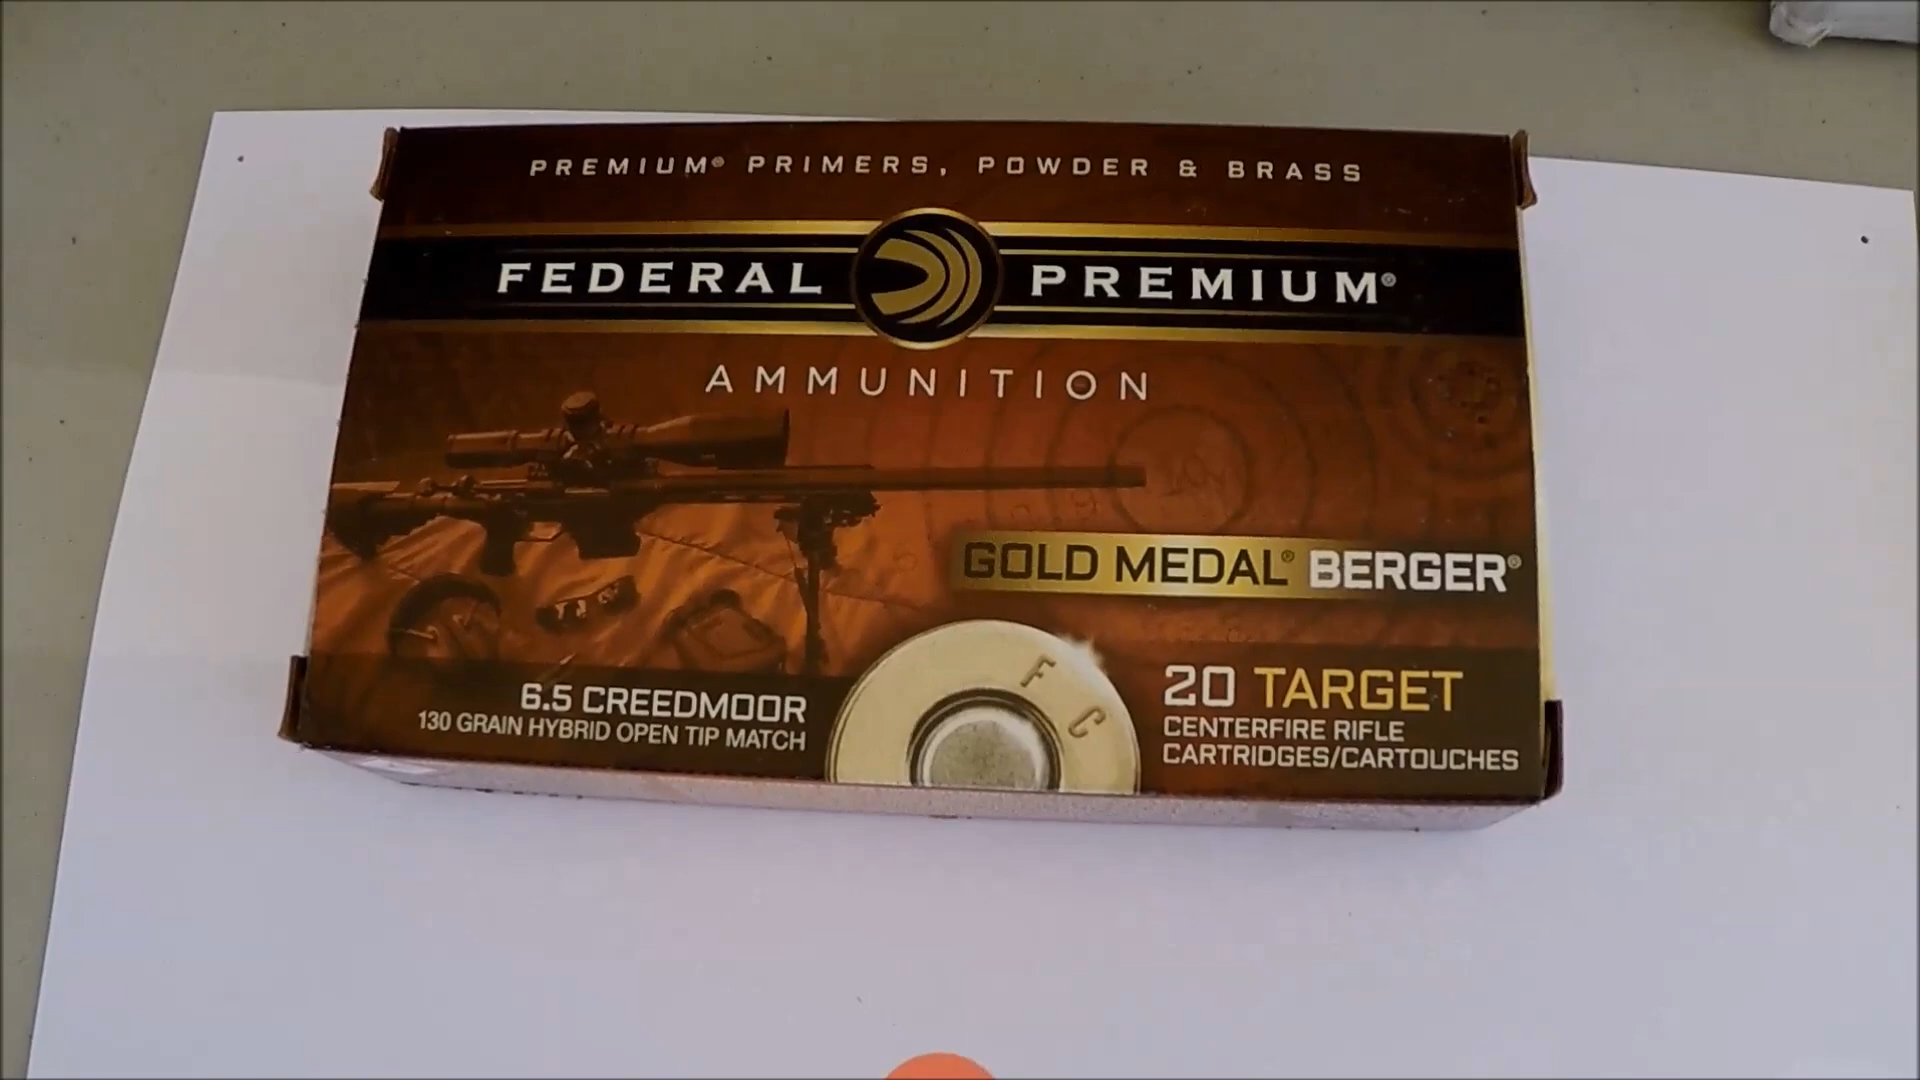 PREMIUM® PRIMERS, POWDER & BRASS
FEDERAL PREMIUM®
AMMUNITION
GOLD MEDAL® BERGER®
6.5 CREEDMOOR
130 GRAIN HYBRID OPEN TIP MATCH
F C
20 TARGET
CENTERFIRE RIFLE
CARTRIDGES/CARTOUCHES